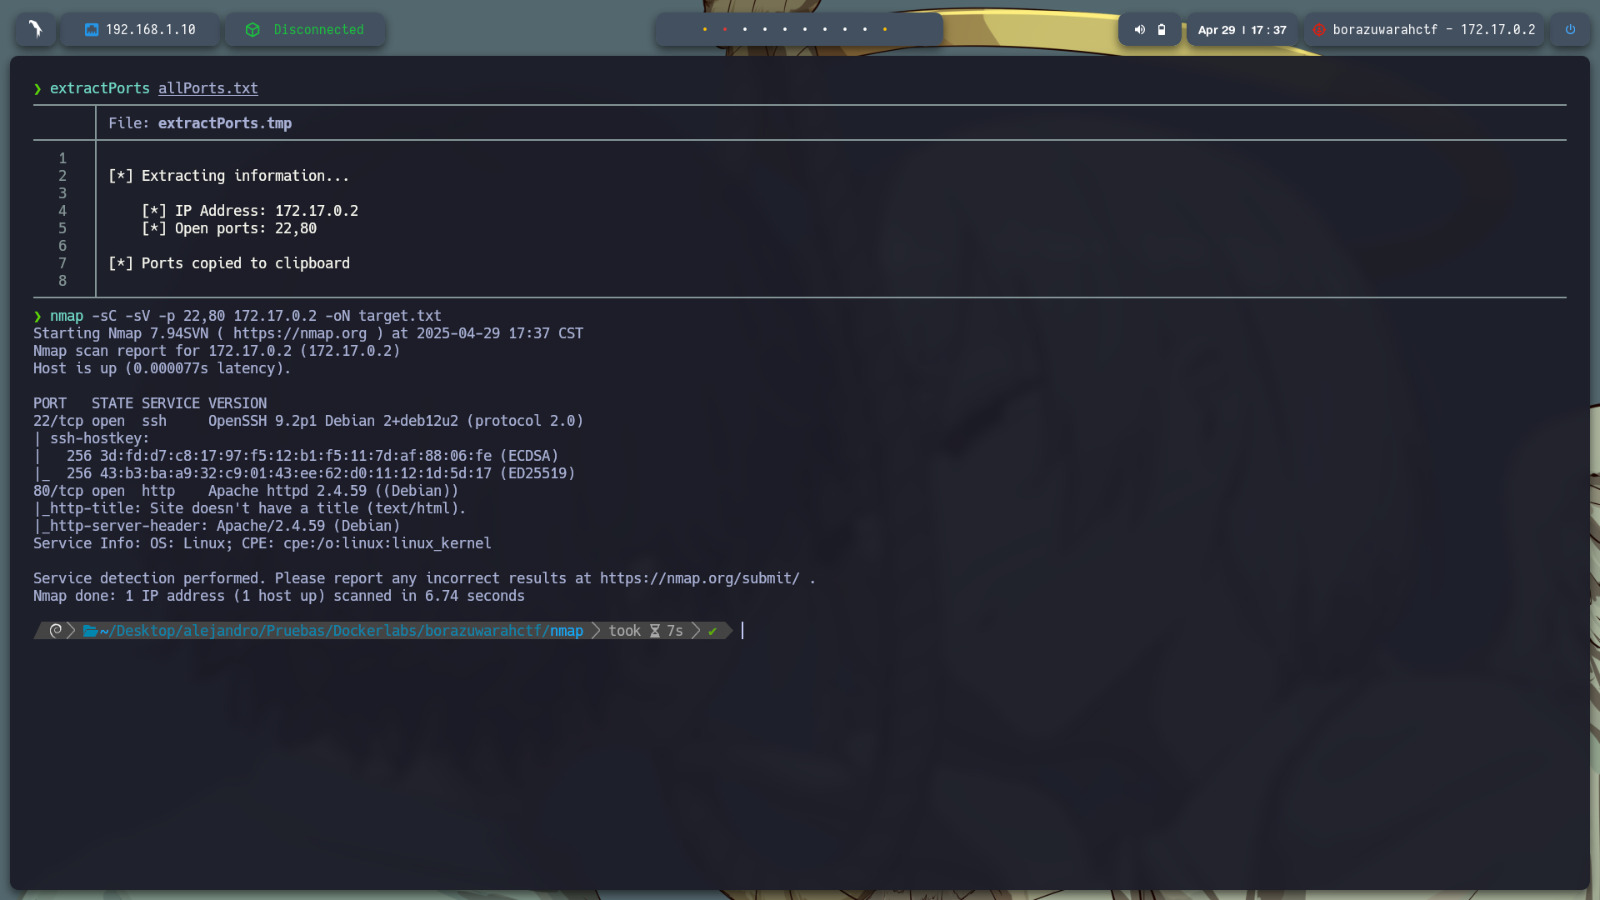 192.168.1.10
Disconnected
Apr 29 | 17:37
borazuwarahctf - 172.17.0.2
❯ extractPorts allPorts.txt
File: extractPorts.tmp
1
2 [*] Extracting information...
3
4 [*] IP Address: 172.17.0.2
5 [*] Open ports: 22,80
6
7 [*] Ports copied to clipboard
8
❯ nmap -sC -sV -p 22,80 172.17.0.2 -oN target.txt
Starting Nmap 7.94SVN ( https://nmap.org ) at 2025-04-29 17:37 CST
Nmap scan report for 172.17.0.2 (172.17.0.2)
Host is up (0.000077s latency).
PORT   STATE SERVICE VERSION
22/tcp open  ssh     OpenSSH 9.2p1 Debian 2+deb12u2 (protocol 2.0)
| ssh-hostkey:
|   256 3d:fd:d7:c8:17:97:f5:12:b1:f5:11:7d:af:88:06:fe (ECDSA)
|_  256 43:b3:ba:a9:32:c9:01:43:ee:62:d0:11:12:1d:5d:17 (ED25519)
80/tcp open  http    Apache httpd 2.4.59 ((Debian))
|_http-title: Site doesn't have a title (text/html).
|_http-server-header: Apache/2.4.59 (Debian)
Service Info: OS: Linux; CPE: cpe:/o:linux:linux_kernel
Service detection performed. Please report any incorrect results at https://nmap.org/submit/ .
Nmap done: 1 IP address (1 host up) scanned in 6.74 seconds
~/Desktop/alejandro/Pruebas/Dockerlabs/borazuwarahctf/nmap took 7s ✔